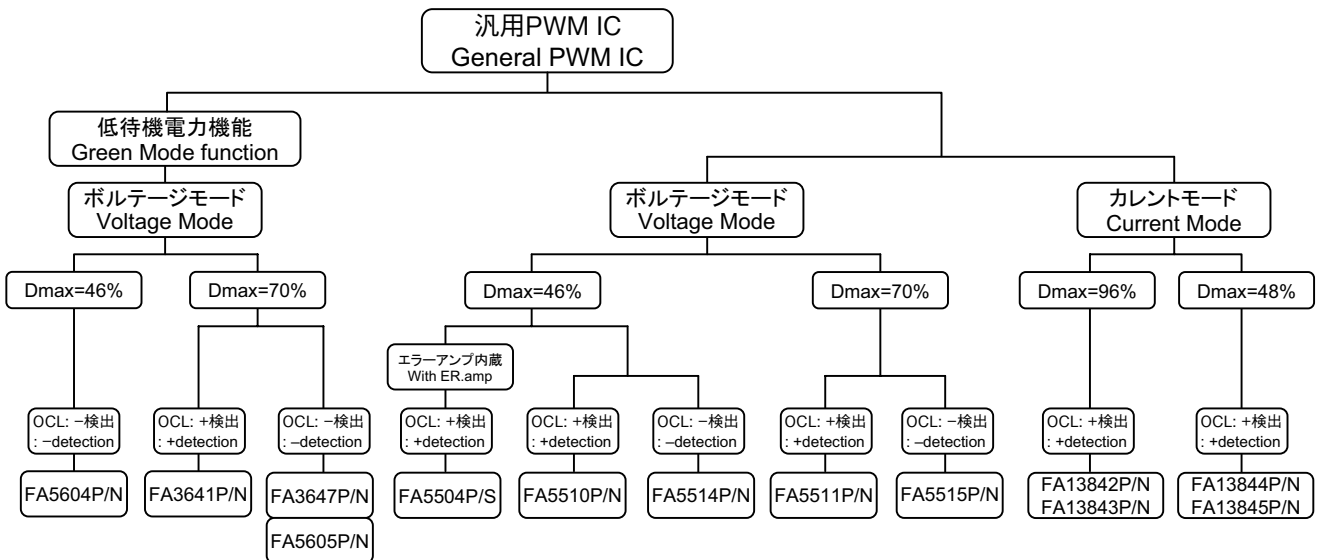 汎用PWM IC
General PWM IC
低待機電力機能
Green Mode function
ボルテージモード
Voltage Mode
ボルテージモード
Voltage Mode
カレントモード
Current Mode
Dmax=46%
Dmax=70%
Dmax=46%
Dmax=70%
Dmax=96%
Dmax=48%
エラーアンプ内蔵
With ER.amp
OCL: −検出
: −detection
OCL: +検出
: +detection
OCL: −検出
: –detection
OCL: +検出
: +detection
OCL: +検出
: +detection
OCL: −検出
: –detection
OCL: +検出
: +detection
OCL: −検出
: –detection
OCL: +検出
: +detection
OCL: +検出
: +detection
FA5604P/N
FA3641P/N
FA3647P/N
FA5605P/N
FA5504P/S
FA5510P/N
FA5514P/N
FA5511P/N
FA5515P/N
FA13842P/N
FA13843P/N
FA13844P/N
FA13845P/N